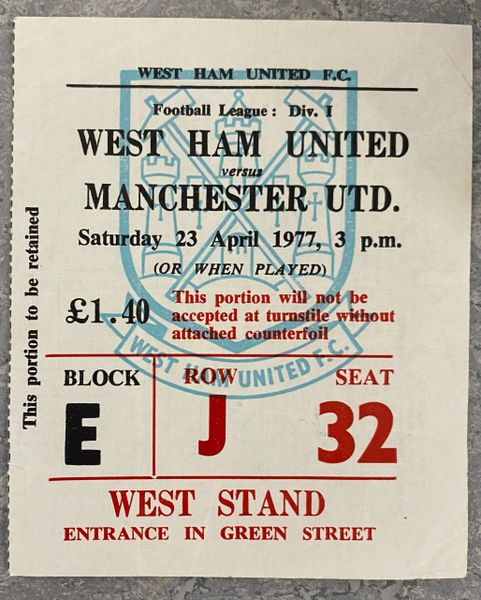 WEST HAM UNITED F.C.
Football League: Div. I
WEST HAM UNITED
versus
MANCHESTER UTD.
Saturday 23 April 1977, 3 p.m.
(OR WHEN PLAYED)
£1.40
This portion will not be
accepted at turnstile without
attached counterfoil
WEST HAM UNITED F.C.
This portion to be retained
BLOCK
E
ROW
J
SEAT
32
WEST STAND
ENTRANCE IN GREEN STREET